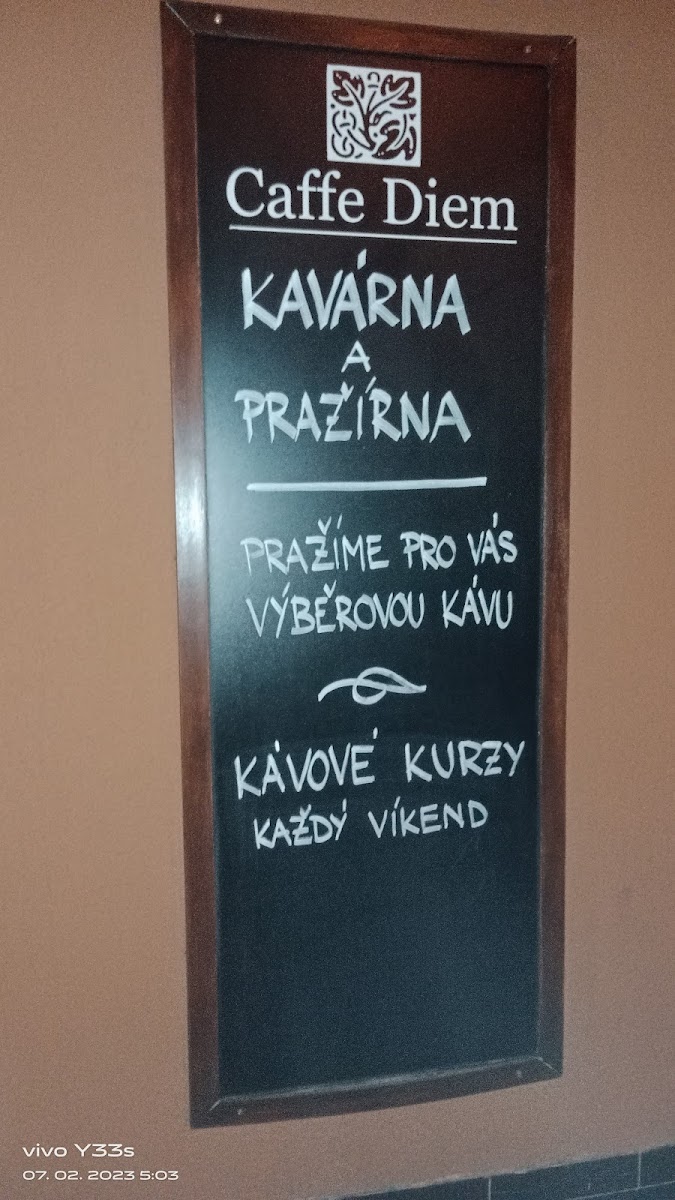 Caffe Diem
KAVÁRNA
A
PRAŽÍRNA
PRAŽÍME PRO VÁS
VÝBĚROVOU KÁVU
KÁVOVÉ KURZY
KAŽDÝ VÍKEND
vivo Y33s
07. 02. 2023 5:03